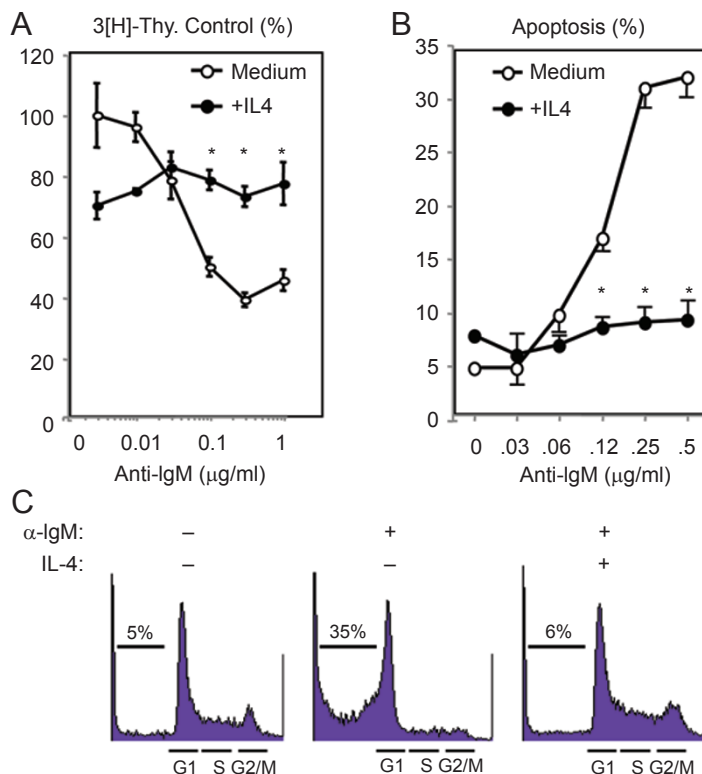 A
3[H]-Thy. Control (%)
120
100
80
60
40
20
0
Medium
+IL4
* * *
0 0.01 0.1 1
Anti-IgM (μg/ml)
B
Apoptosis (%)
35
30
25
20
15
10
5
0
Medium
+IL4
* * *
0 .03 .06 .12 .25 .5
Anti-IgM (μg/ml)
C
α-IgM: – + +
IL-4: – – +
5% 35% 6%
G1 S G2/M G1 S G2/M G1 S G2/M